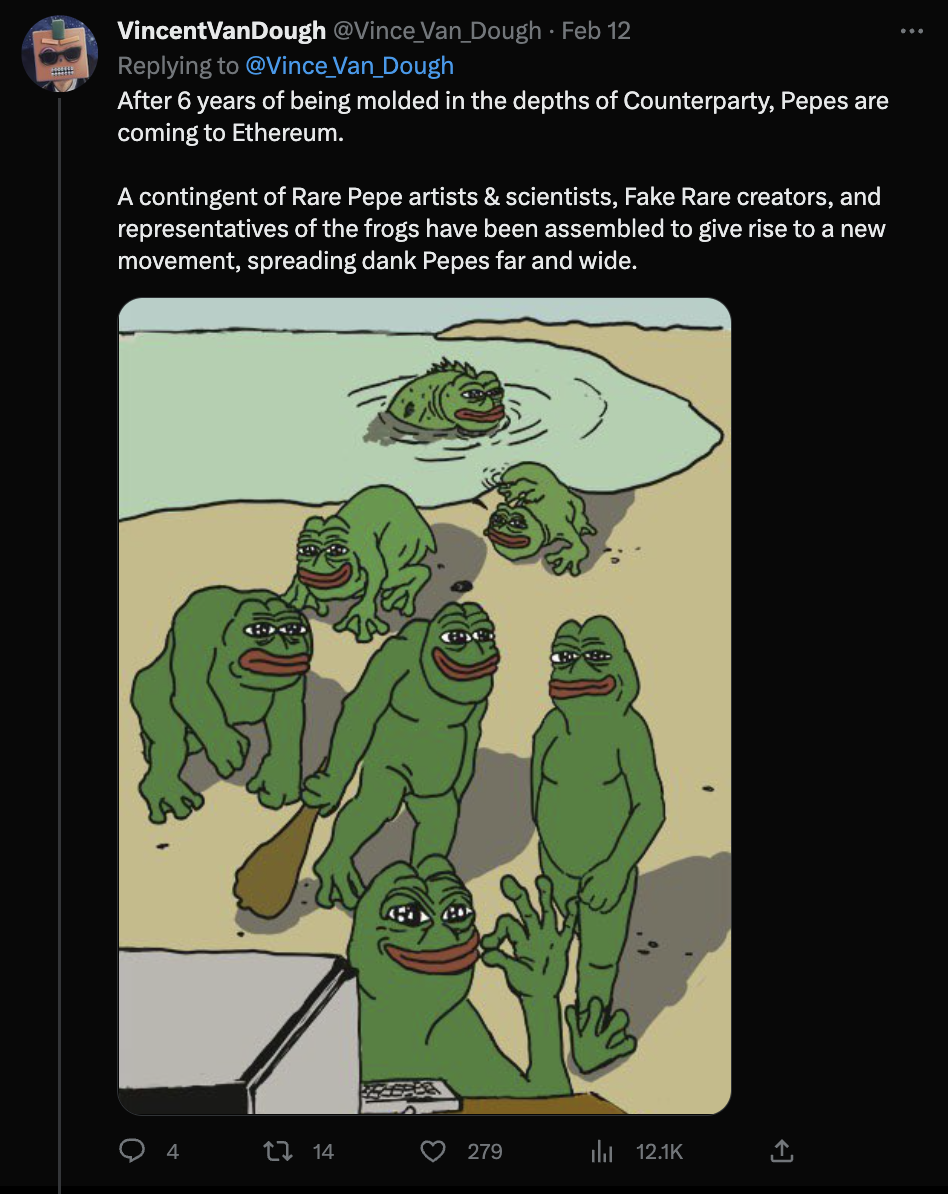 VincentVanDough @Vince_Van_Dough · Feb 12
Replying to @Vince_Van_Dough
After 6 years of being molded in the depths of Counterparty, Pepes are
coming to Ethereum.
A contingent of Rare Pepe artists & scientists, Fake Rare creators, and
representatives of the frogs have been assembled to give rise to a new
movement, spreading dank Pepes far and wide.
4 14 279 12.1K